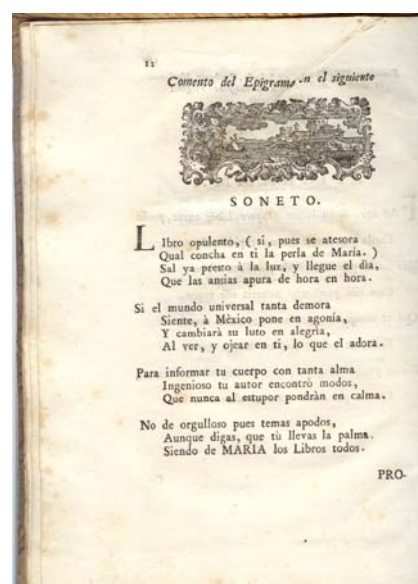 12
Comento del Epigrama en el siguiente
SONETO.
LIbro opulento, ( si, pues se atesora
Qual concha en ti la perla de Maria. )
Sal ya presto à la luz, y llegue el dia,
Que las ansias apura de hora en hora.
Si el mundo universal tanta demora
Siente, à México pone en agonía,
Y cambiarà su luto en alegria,
Al ver, y ojear en ti, lo que el adora.
Para informar tu cuerpo con tanta alma
Ingenioso tu autor encontrò modos,
Que nunca al estupor pondràn en calma.
No de orgulloso pues temas apodos,
Aunque digas, que tù llevas la palma.
Siendo de MARIA los Libros todos.
PRO-